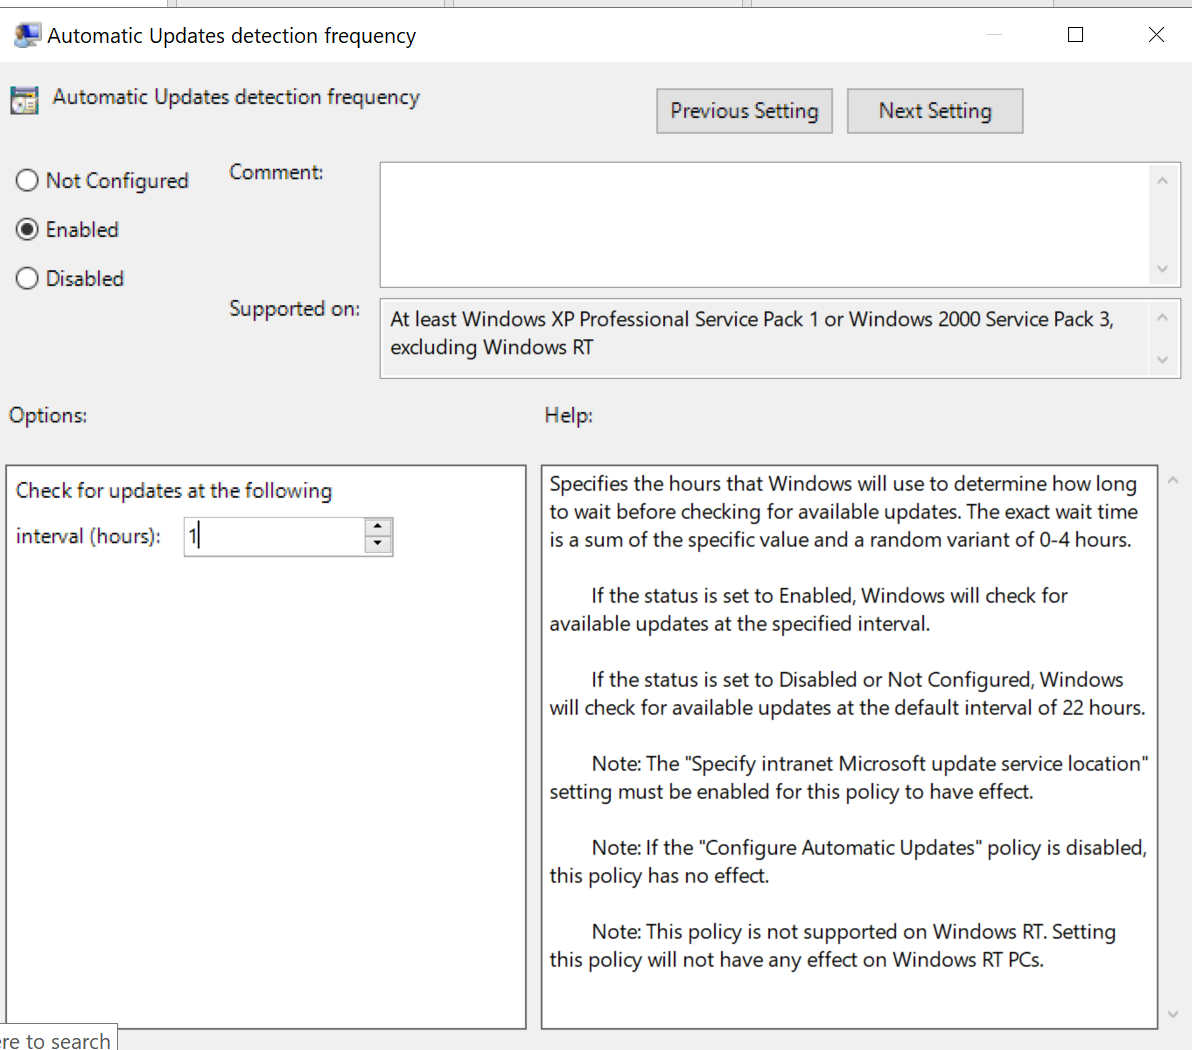 Automatic Updates detection frequency
Automatic Updates detection frequency
Previous Setting
Next Setting
Not Configured
Enabled
Disabled
Comment:
Supported on:
At least Windows XP Professional Service Pack 1 or Windows 2000 Service Pack 3,
excluding Windows RT
Options:
Help:
Check for updates at the following
interval (hours):
1
Specifies the hours that Windows will use to determine how long
to wait before checking for available updates. The exact wait time
is a sum of the specific value and a random variant of 0-4 hours.
If the status is set to Enabled, Windows will check for
available updates at the specified interval.
If the status is set to Disabled or Not Configured, Windows
will check for available updates at the default interval of 22 hours.
Note: The "Specify intranet Microsoft update service location"
setting must be enabled for this policy to have effect.
Note: If the "Configure Automatic Updates" policy is disabled,
this policy has no effect.
Note: This policy is not supported on Windows RT. Setting
this policy will not have any effect on Windows RT PCs.
ere to search